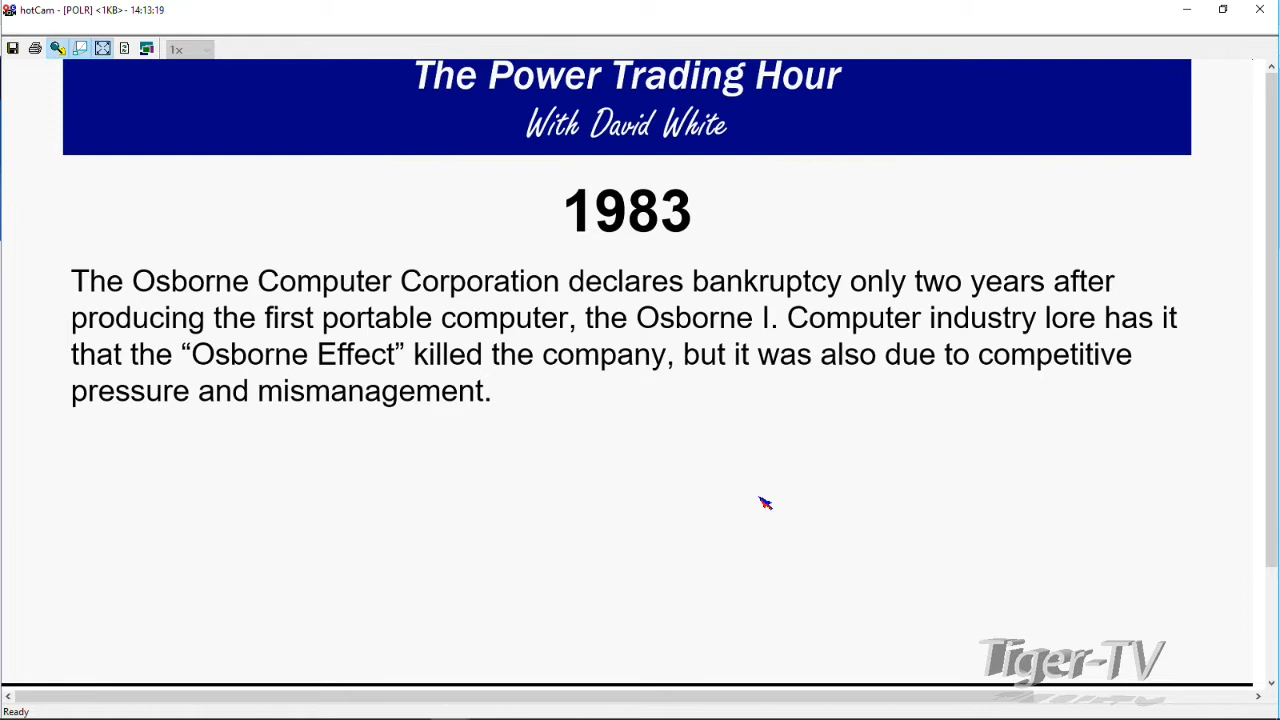 hotCam - [POLR] <1KB> - 14:13:19
1x
The Power Trading Hour
With David White
1983
The Osborne Computer Corporation declares bankruptcy only two years after
producing the first portable computer, the Osborne I. Computer industry lore has it
that the “Osborne Effect” killed the company, but it was also due to competitive
pressure and mismanagement.
Tiger-TV
Ready